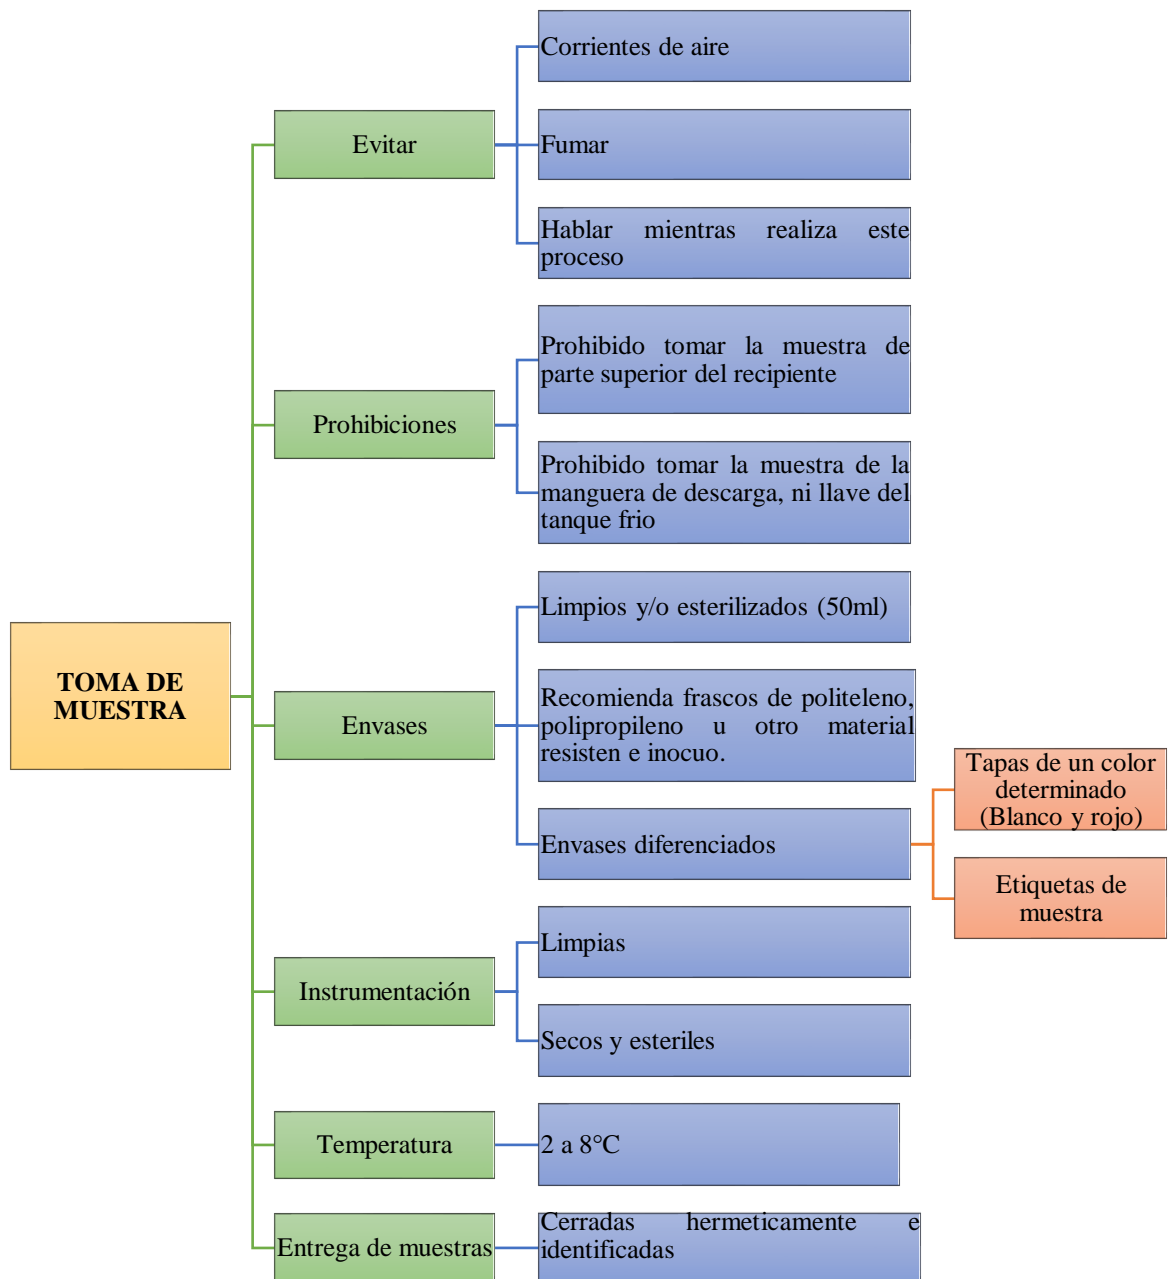 TOMA DE
MUESTRA
Evitar
Corrientes de aire
Fumar
Hablar mientras realiza este
proceso
Prohibiciones
Prohibido tomar la muestra de
parte superior del recipiente
Prohibido tomar la muestra de la
manguera de descarga, ni llave del
tanque frio
Envases
Limpios y/o esterilizados (50ml)
Recomienda frascos de politeleno,
polipropileno u otro material
resisten e inocuo.
Envases diferenciados
Tapas de un color
determinado
(Blanco y rojo)
Etiquetas de
muestra
Instrumentación
Limpias
Secos y esteriles
Temperatura
2 a 8°C
Entrega de muestras
Cerradas hermeticamente e
identificadas